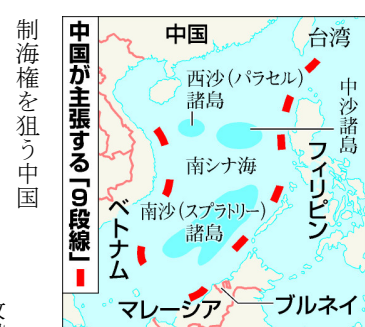 制海権を狙う中国
中国が主張する「9段線」
中国
台湾
西沢(パラセル)
諸島
中沙諸島
南シナ海
フィリピン
南沙(スプラトリー)
諸島
ベトナム
マレーシア
ブルネイ